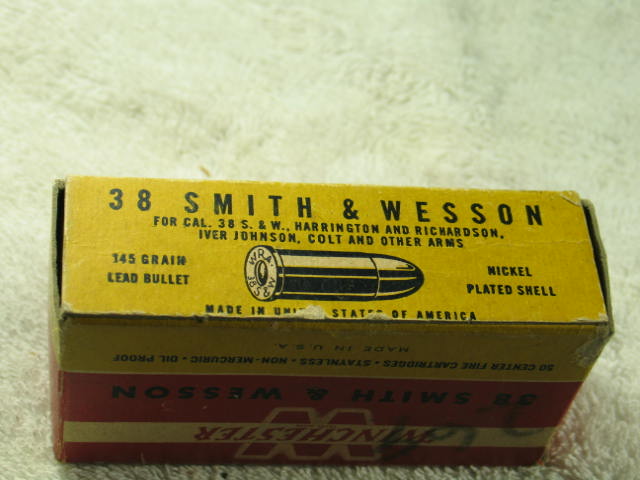 38 SMITH & WESSON
FOR CAL. 38 S. & W., HARRINGTON AND RICHARDSON,
IVER JOHNSON, COLT AND OTHER ARMS
145 GRAIN
LEAD BULLET
W.R.A.
38 S&W
NICKEL
PLATED SHELL
MADE IN UNITED STATES OF AMERICA
MADE IN U.S.A.
50 CENTER FIRE CARTRIDGES • STAYNLESS • NON-MERCURIC • OIL PROOF
38 SMITH & WESSON
WINCHESTER
W